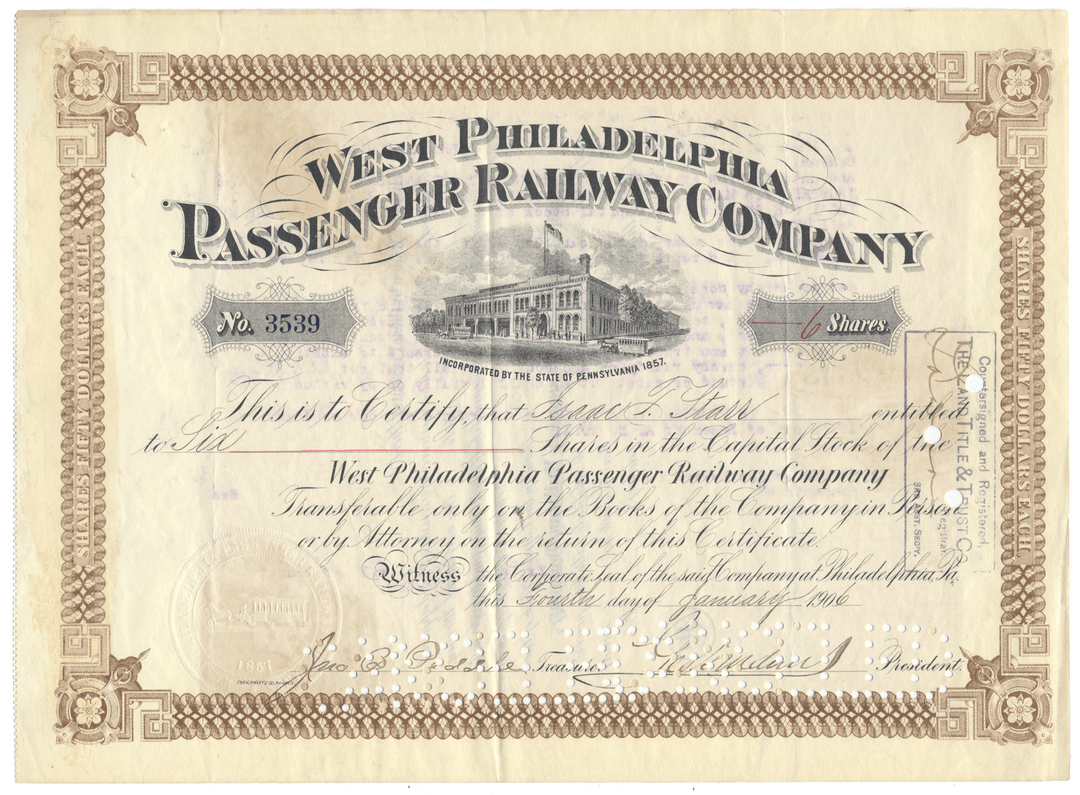 WEST PHILADELPHIA
PASSENGER RAILWAY COMPANY
No. 3539
6 Shares.
INCORPORATED BY THE STATE OF PENNSYLVANIA 1857.
This is to Certify, that Isaac T. Starr entitled
to Six Shares in the Capital Stock of the
West Philadelphia Passenger Railway Company
Transferable only on the Books of the Company in Person
or by Attorney on the return of this Certificate.
Witness the Corporate Seal of the said Company at Philadelphia, Pa.
this Fourth day of January 1906
Treasurer
President.
SHARES FIFTY DOLLARS EACH
SHARES FIFTY DOLLARS EACH
Countersigned and Registered,
THE LAND TITLE & TRUST CO
Registrar.
SECY.